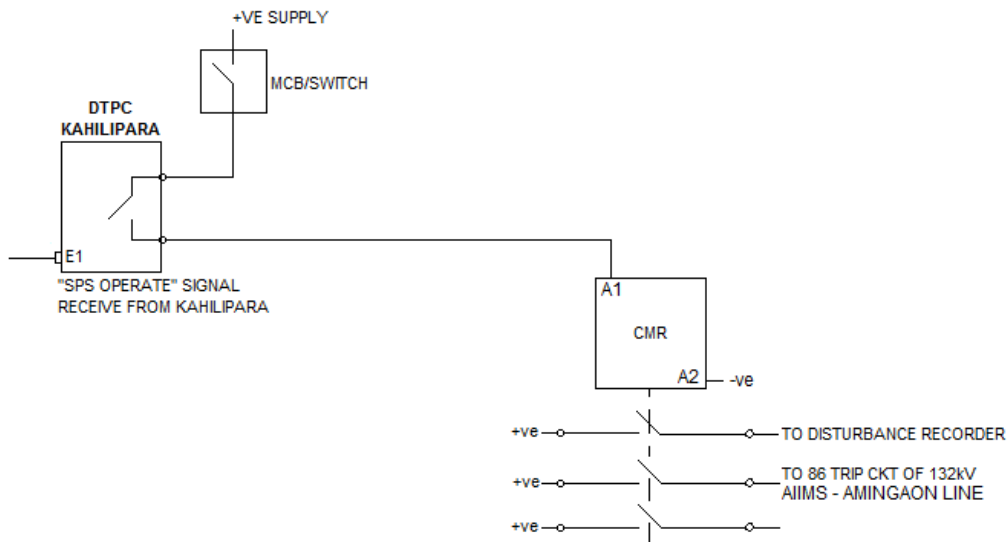 +VE SUPPLY
MCB/SWITCH
DTPC
KAHILIPARA
E1
"SPS OPERATE" SIGNAL
RECEIVE FROM KAHILIPARA
A1
CMR
A2
-ve
+ve
TO DISTURBANCE RECORDER
+ve
TO 86 TRIP CKT OF 132kV
AIIMS - AMINGAON LINE
+ve